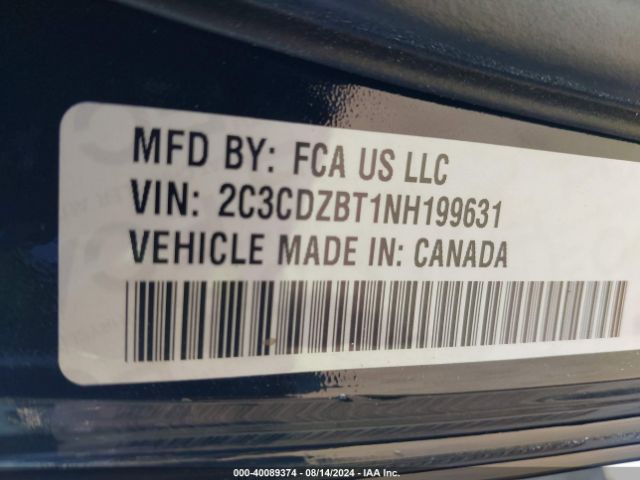 MFD BY: FCA US LLC
VIN: 2C3CDZBT1NH199631
VEHICLE MADE IN: CANADA
000-40089374 - 08/14/2024 - IAA Inc.